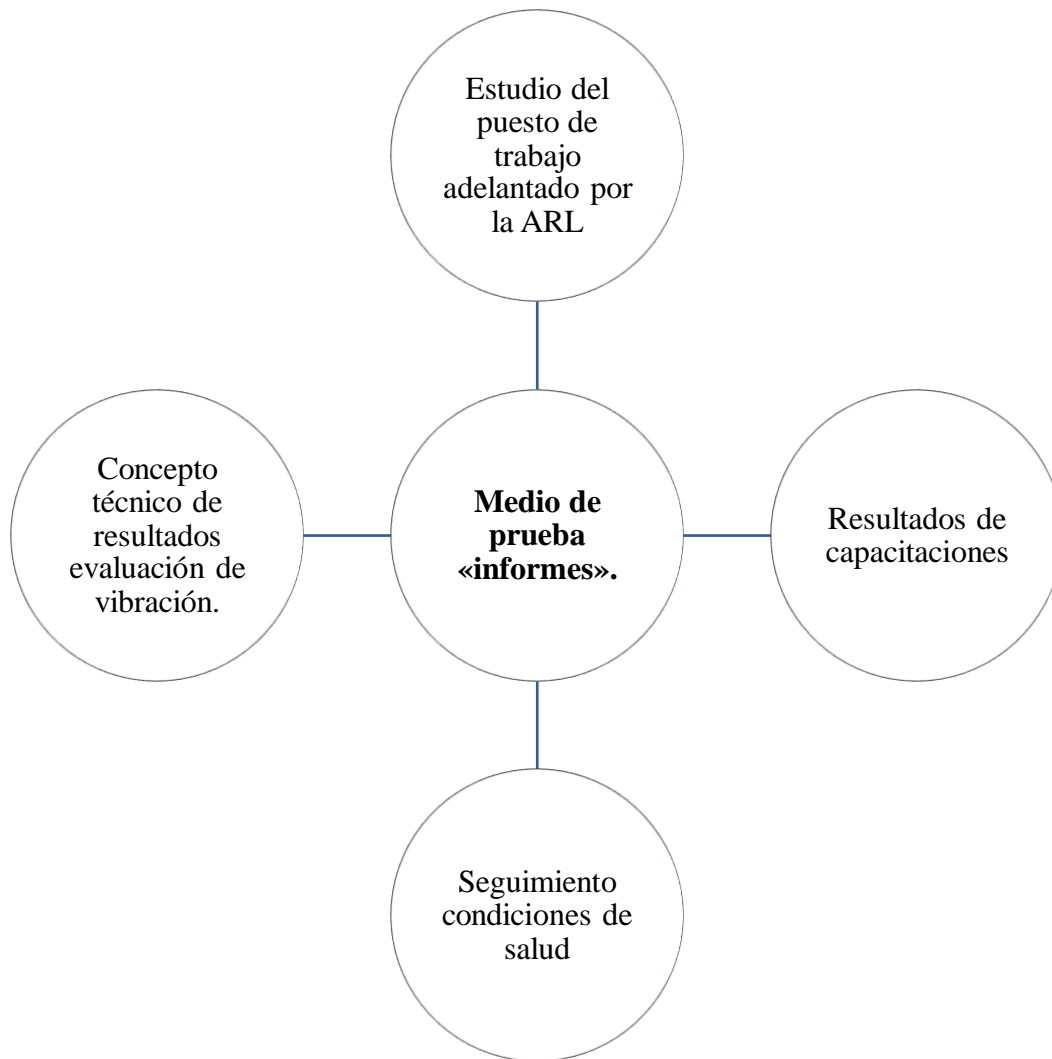 Estudio del
puesto de
trabajo
adelantado por
la ARL
Concepto
técnico de
resultados
evaluación de
vibración.
Medio de
prueba
«informes».
Resultados de
capacitaciones
Seguimiento
condiciones de
salud